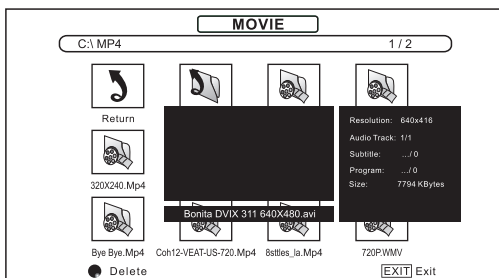 MOVIE
C:\ MP4 1 / 2
Return
Resolution: 640x416
Audio Track: 1/1
Subtitle: .../ 0
Program: .../ 0
Size: 7794 KBytes
320X240.Mp4
Bonita DVIX 311 640X480.avi
Bye Bye.Mp4 Coh12-VEAT-US-720.Mp4 8sttles_la.Mp4 720P.WMV
Delete EXIT Exit